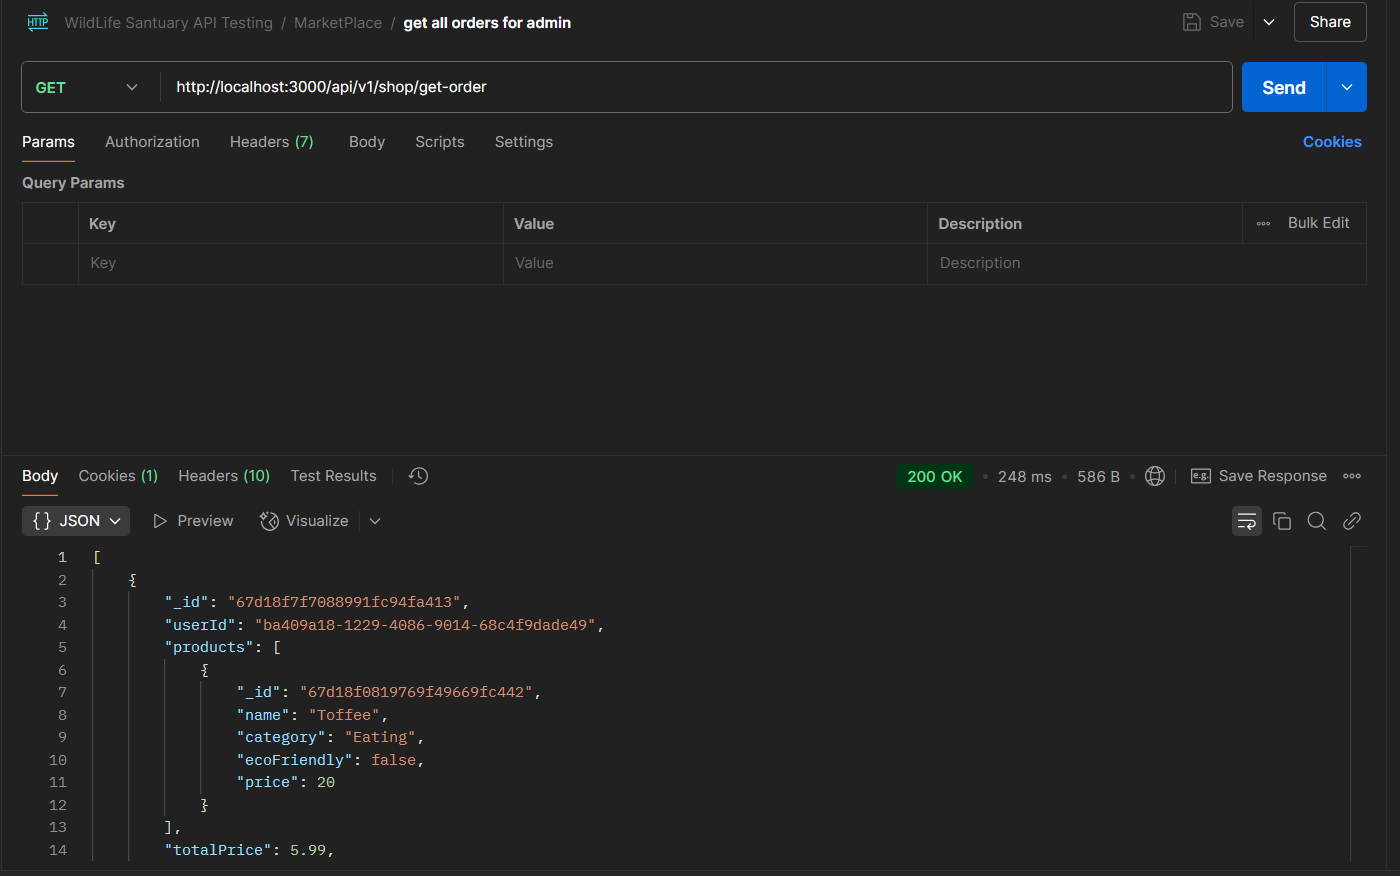 HTTP WildLife Santuary API Testing / MarketPlace / get all orders for admin Save Share
GET http://localhost:3000/api/v1/shop/get-order Send
Params Authorization Headers (7) Body Scripts Settings Cookies
Query Params
Key Value Description Bulk Edit
Key Value Description
Body Cookies (1) Headers (10) Test Results 200 OK 248 ms 586 B e.g. Save Response
{} JSON Preview Visualize
1 [
2 {
3 "_id": "67d18f7f7088991fc94fa413",
4 "userId": "ba409a18-1229-4086-9014-68c4f9dade49",
5 "products": [
6 {
7 "_id": "67d18f0819769f49669fc442",
8 "name": "Toffee",
9 "category": "Eating",
10 "ecoFriendly": false,
11 "price": 20
12 }
13 ],
14 "totalPrice": 5.99,